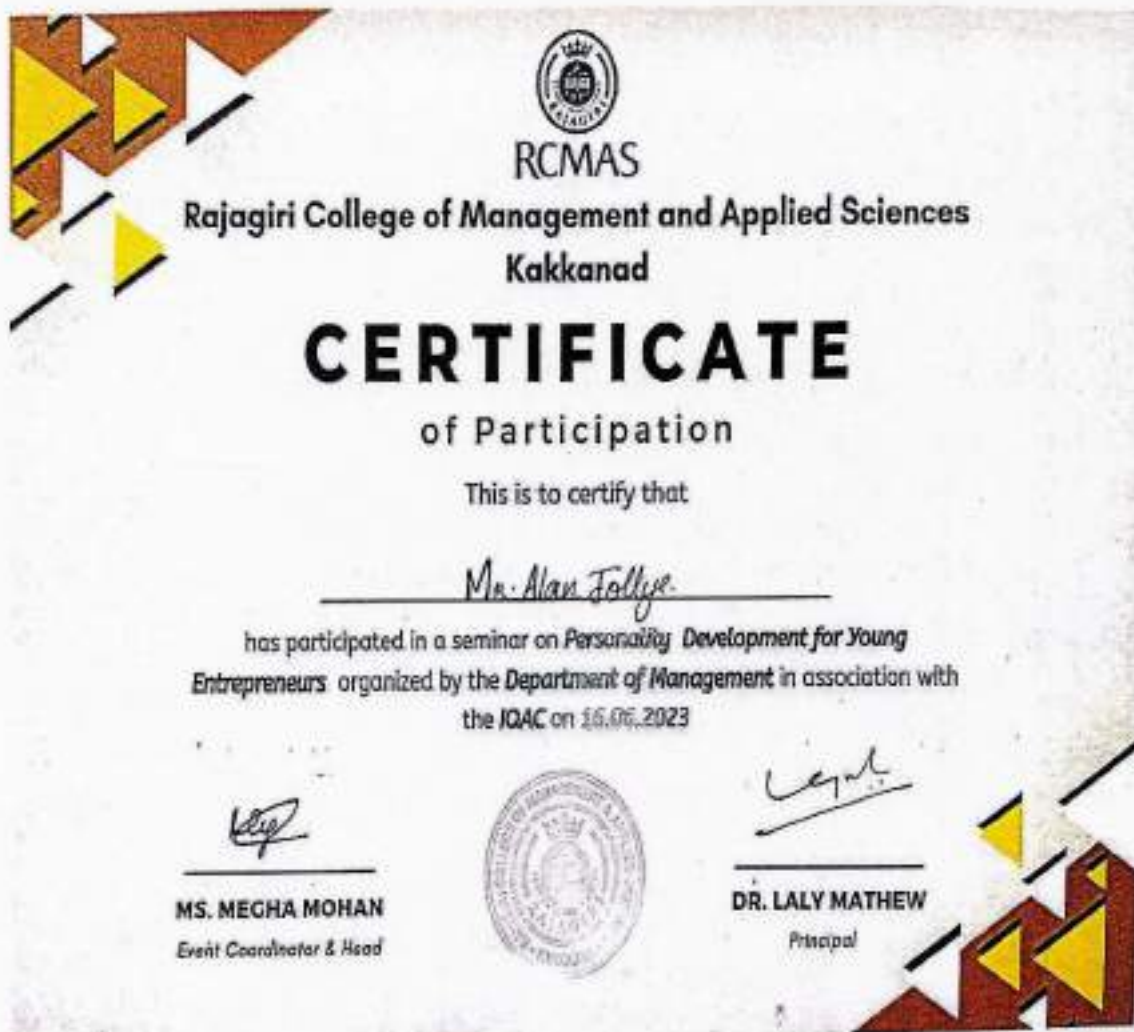 RAJAGIRI
RCMAS
Rajagiri College of Management and Applied Sciences
Kakkanad
CERTIFICATE
of Participation
This is to certify that
Mr. Alan Jollye.
has participated in a seminar on Personality Development for Young
Entrepreneurs organized by the Department of Management in association with
the IQAC on 16.06.2023
MS. MEGHA MOHAN
Event Coordinator & Head
DR. LALY MATHEW
Principal